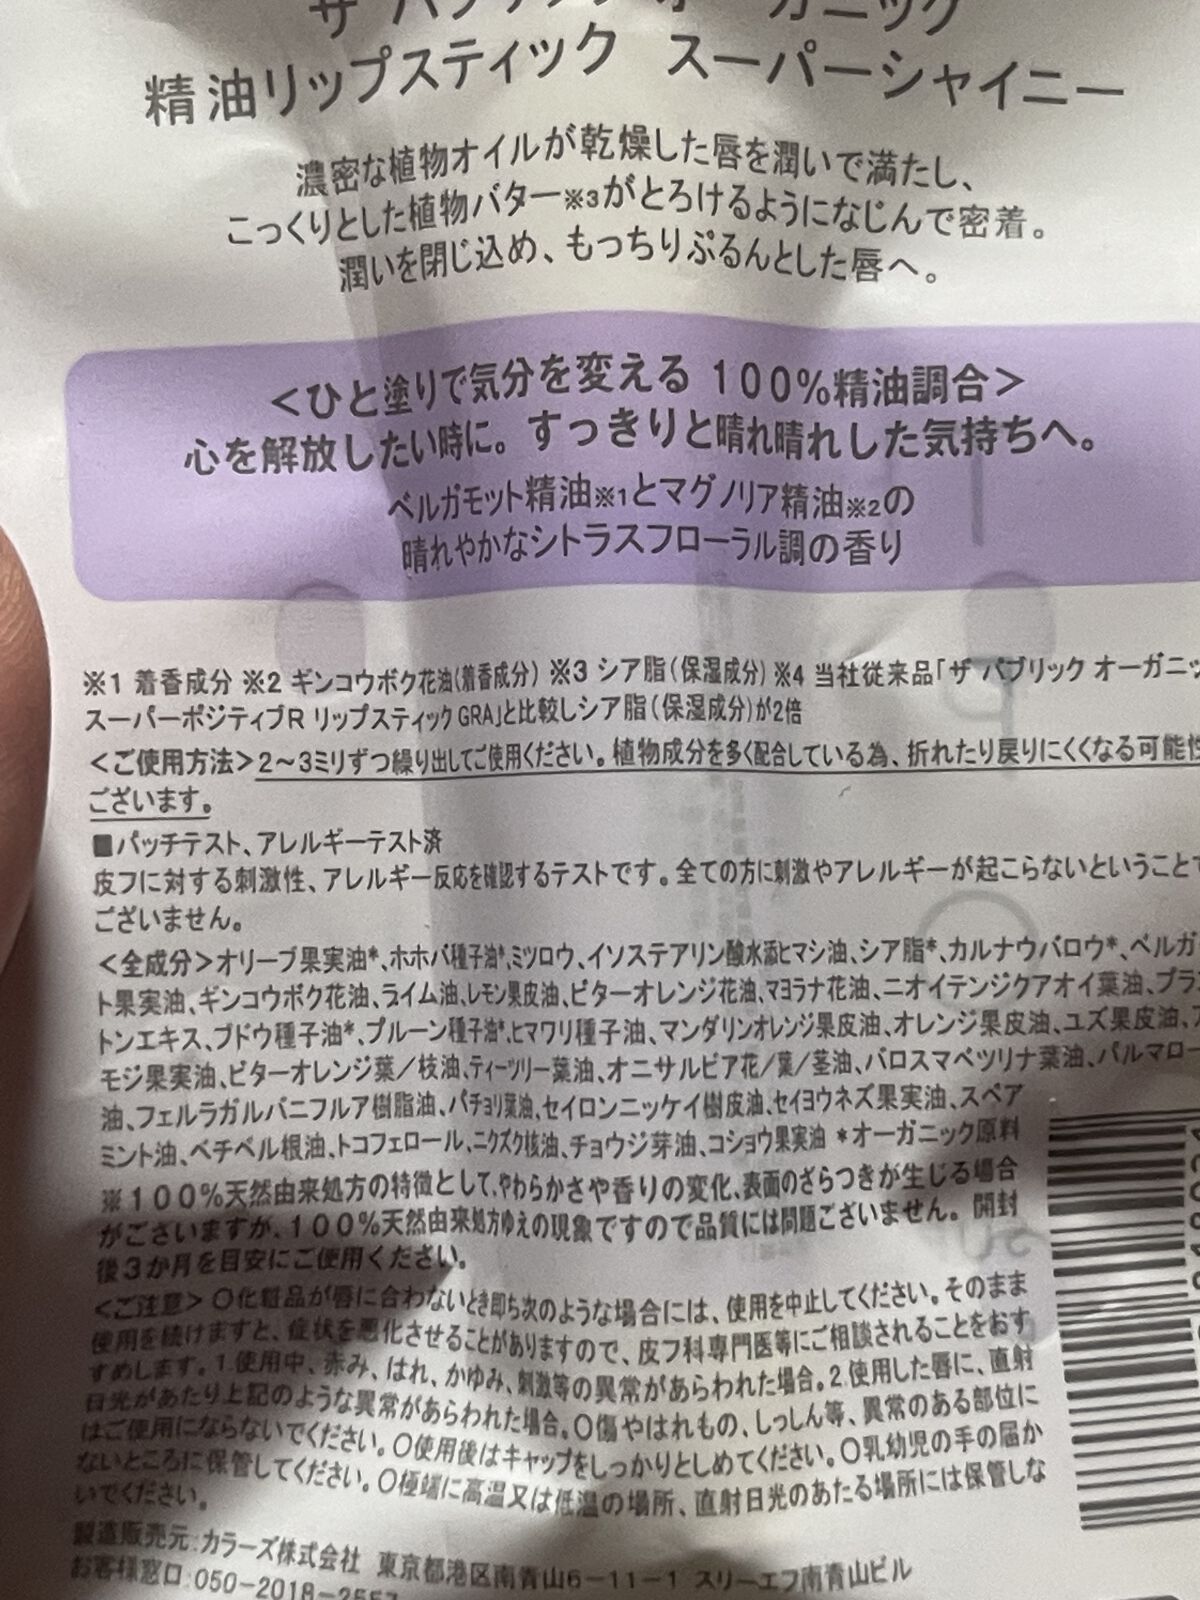 ザ パブリック オーガニック
精油リップスティック スーパーシャイニー
濃密な植物オイルが乾燥した唇を潤いで満たし、
こっくりとした植物バター※3がとろけるようになじんで密着。
潤いを閉じ込め、もっちりぷるんとした唇へ。
＜ひと塗りで気分を変える 100%精油調合＞
心を解放したい時に。すっきりと晴れ晴れした気持ちへ。
ベルガモット精油※1とマグノリア精油※2の
晴れやかなシトラスフローラル調の香り
※1 着香成分 ※2 ギンコウボク花油(着香成分) ※3 シア脂(保湿成分) ※4 当社従来品「ザ パブリック オーガニッ
スーパーポジティブR リップスティック GRA」と比較しシア脂(保湿成分)が2倍
＜ご使用方法＞2～3ミリずつ繰り出してご使用ください。植物成分を多く配合している為、折れたり戻りにくくなる可能性
ございます。
■パッチテスト、アレルギーテスト済
皮フに対する刺激性、アレルギー反応を確認するテストです。全ての方に刺激やアレルギーが起こらないということで
ございません。
＜全成分＞オリーブ果実油*、ホホバ種子油*、ミツロウ、イソステアリン酸水添ヒマシ油、シア脂*、カルナウバロウ*、ベルガ
ト果実油、ギンコウボク花油、ライム油、レモン果皮油、ビターオレンジ花油、マヨラナ花油、ニオイテンジクアオイ葉油、プラ
トンエキス、ブドウ種子油*、プルーン種子油*、ヒマワリ種子油、マンダリンオレンジ果皮油、オレンジ果皮油、ユズ果皮油、ア
モジ果実油、ビターオレンジ葉／枝油、ティーツリー葉油、オニサルビア花／葉／茎油、バロスマベツリナ葉油、パルマロー
油、フェルラガルバニフルア樹脂油、パチョリ葉油、セイロンニッケイ樹皮油、セイヨウネズ果実油、スペア
ミント油、ベチベル根油、トコフェロール、ニクズク核油、チョウジ芽油、コショウ果実油 *オーガニック原料
※100%天然由来処方の特徴として、やわらかさや香りの変化、表面のざらつきが生じる場合
がございますが、100%天然由来処方ゆえの現象ですので品質には問題ございません。開封
後3か月を目安にご使用ください。
＜ご注意＞○化粧品が唇に合わないとき即ち次のような場合には、使用を中止してください。そのまま
使用を続けますと、症状を悪化させることがありますので、皮フ科専門医等にご相談されることをおす
すめします。1.使用中、赤み、はれ、かゆみ、刺激等の異常があらわれた場合。2.使用した唇に、直射
日光があたり上記のような異常があらわれた場合。○傷やはれもの、しっしん等、異常のある部位に
はご使用にならないでください。○使用後はキャップをしっかりとしめてください。○乳幼児の手の届か
ないところに保管してください。○極端に高温又は低温の場所、直射日光のあたる場所には保管しな
いでください。
製造販売元:カラーズ株式会社 東京都港区南青山6-11-1 スリーエフ南青山ビル
お客様窓口:050-2018-2557